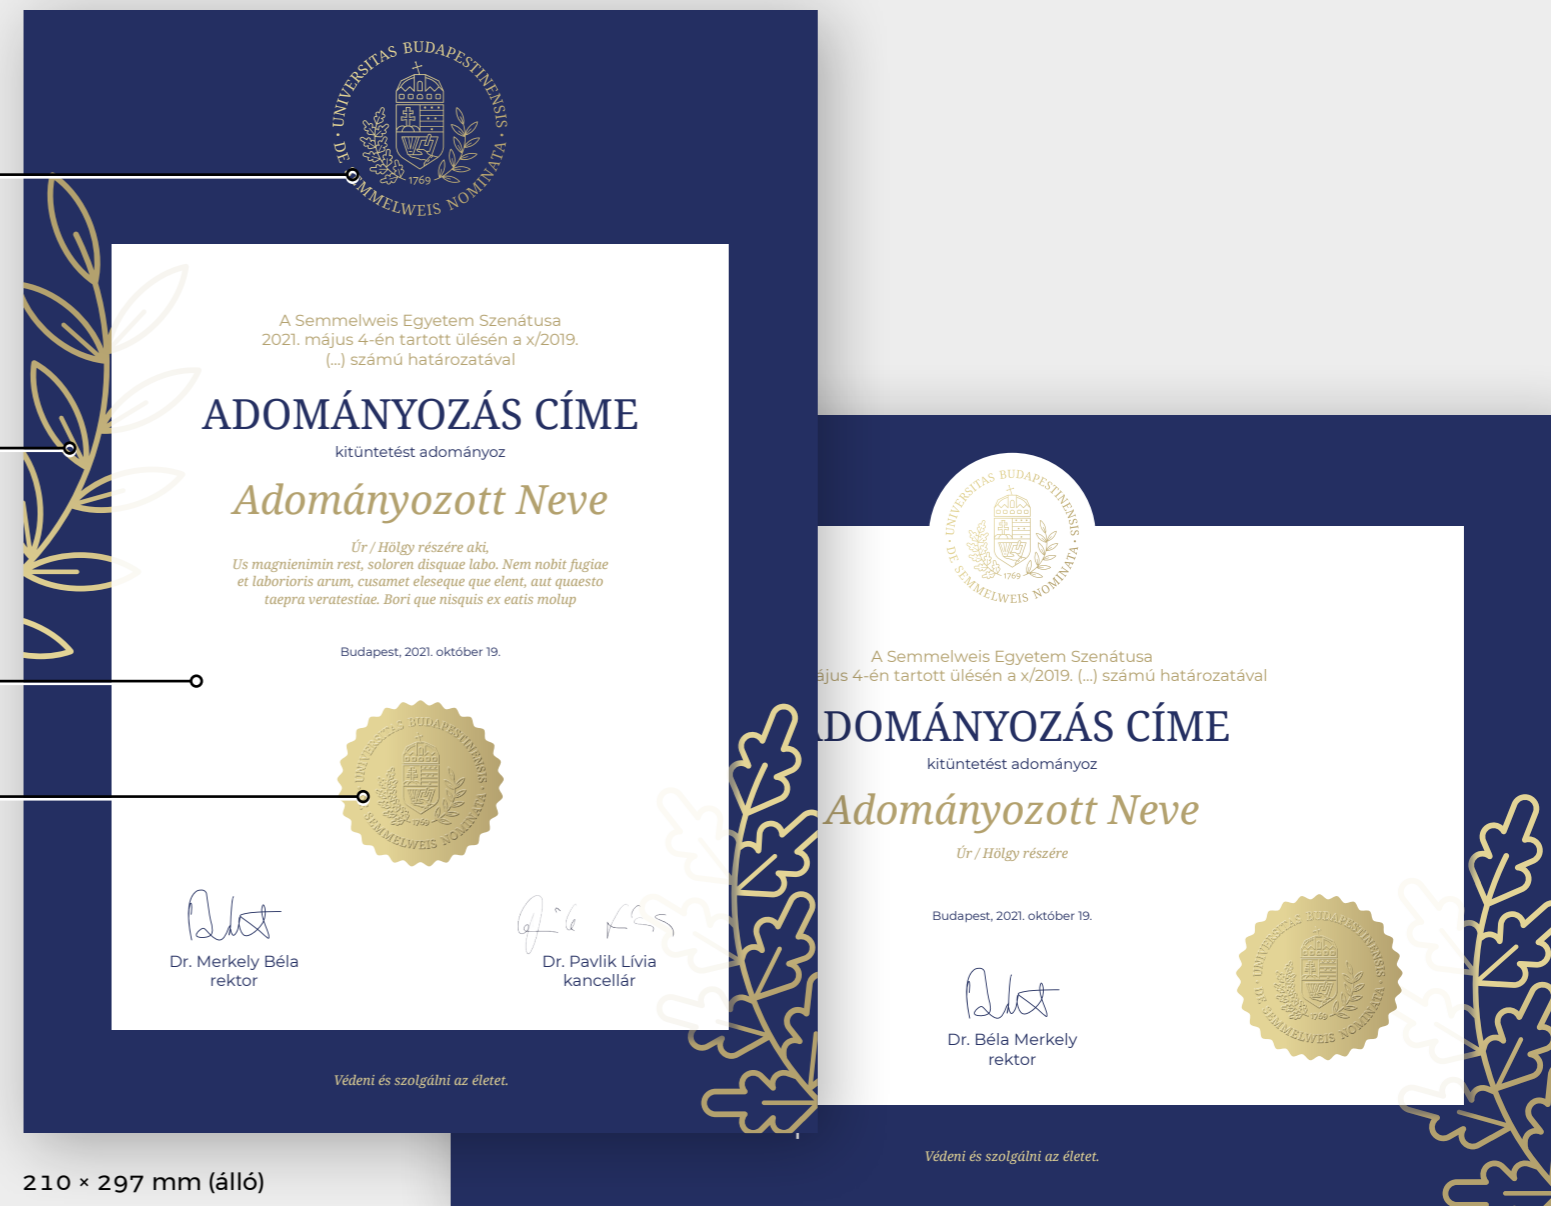 · UNIVERSITAS BUDAPESTINENSIS · DE SEMMELWEIS NOMINATA
1769
A Semmelweis Egyetem Szenátusa
2021. május 4-én tartott ülésén a x/2019.
(...) számú határozatával
ADOMÁNYOZÁS CÍME
kitüntetést adományoz
Adományozott Neve
Úr / Hölgy részére aki,
Us magnienimin rest, soloren disquae labo. Nem nobit fugiae
et laborioris arum, cusamet eleseque que elent, aut quaesto
taepra veratestiae. Bori que nisquis ex eatis molup
Budapest, 2021. október 19.
UNIVERSITAS BUDAPESTINENSIS · DE SEMMELWEIS NOMINATA
1769
Dr. Merkely Béla
rektor
Dr. Pavlik Lívia
kancellár
Védeni és szolgálni az életet.
210 × 297 mm (álló)
· UNIVERSITAS BUDAPESTINENSIS · DE SEMMELWEIS NOMINATA
1769
A Semmelweis Egyetem Szenátusa
ájus 4-én tartott ülésén a x/2019. (...) számú határozatával
DOMÁNYOZÁS CÍME
kitüntetést adományoz
Adományozott Neve
Úr / Hölgy részére
Budapest, 2021. október 19.
· UNIVERSITAS BUDAPESTINENSIS · DE SEMMELWEIS NOMINATA
1769
Dr. Béla Merkely
rektor
Védeni és szolgálni az életet.